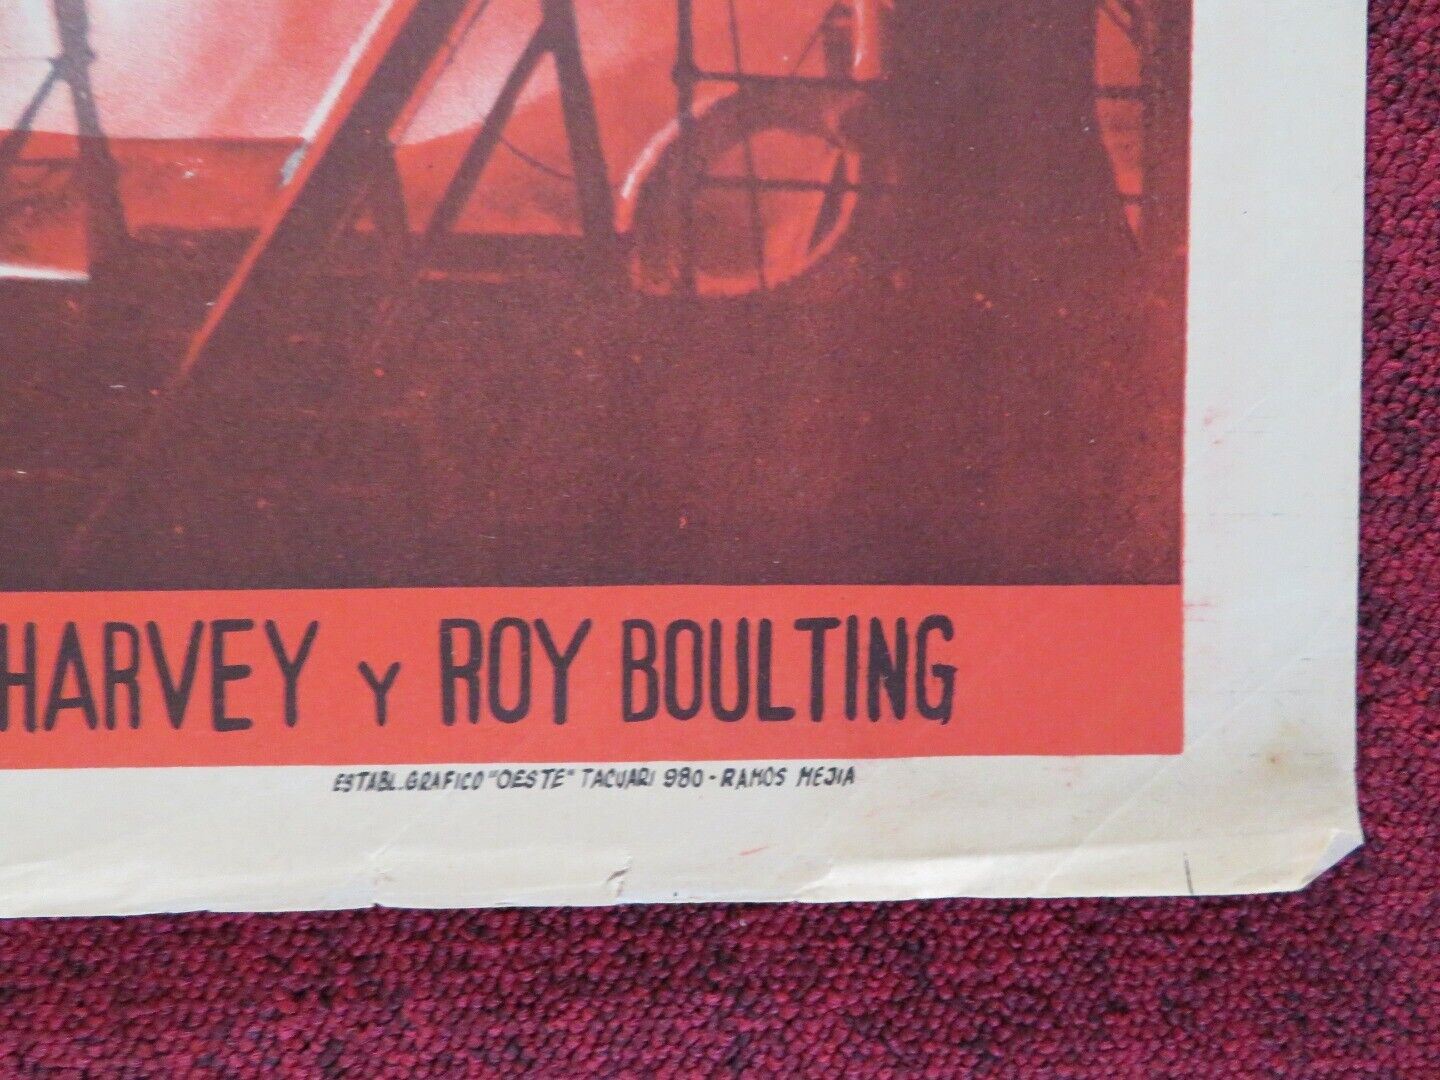 HARVEY Y ROY BOULTING
ESTABL.GRAFICO "OESTE" TACUARI 980 - RAMOS MEJIA